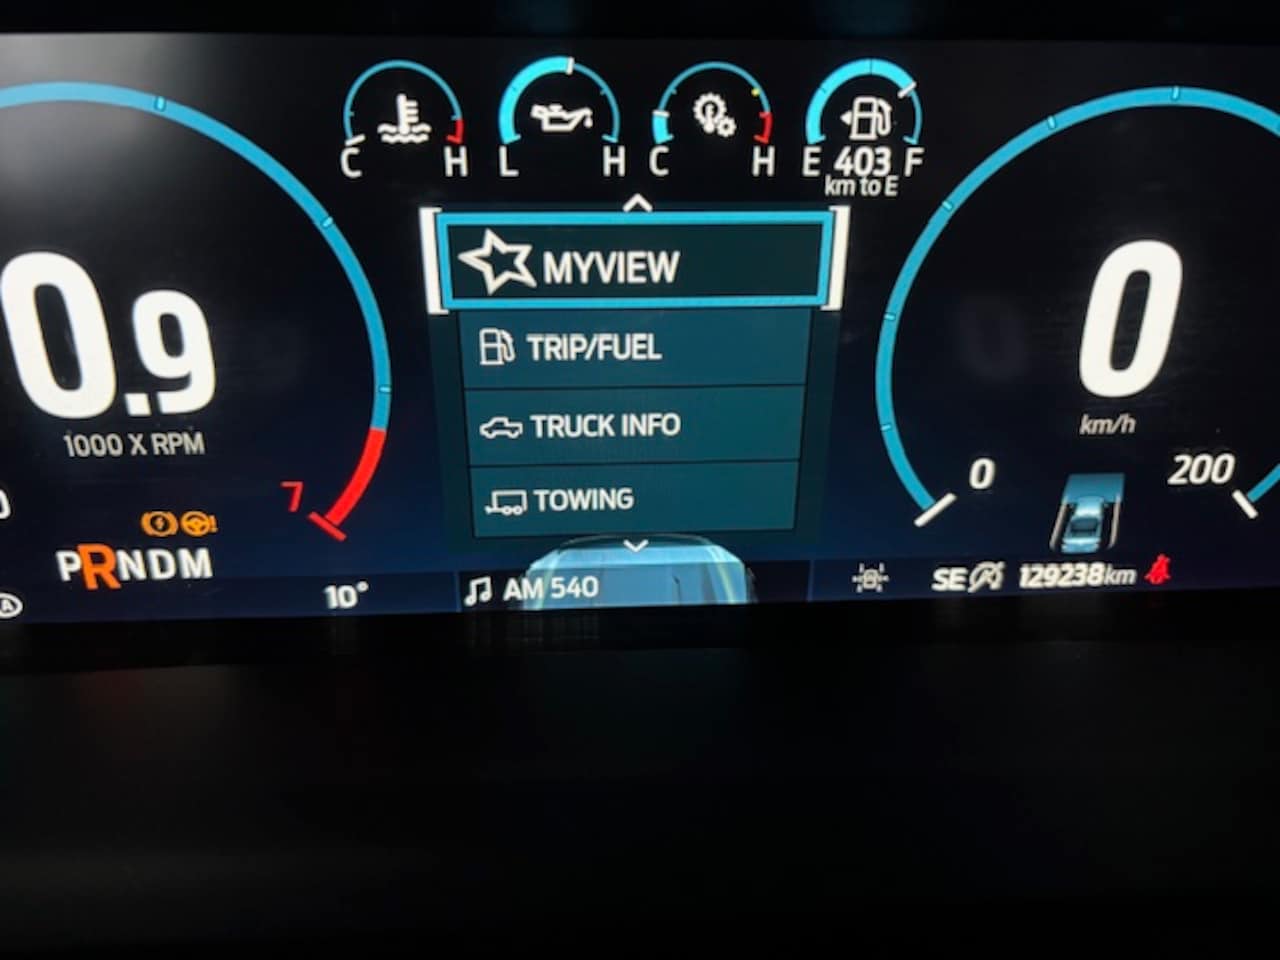 C H L H C H E 403 F
km to E
MYVIEW
TRIP/FUEL
TRUCK INFO
TOWING
0.9
1000 X RPM
7
PRNDM
10°
AM 540
0
km/h
0 200
SE 129238km
A